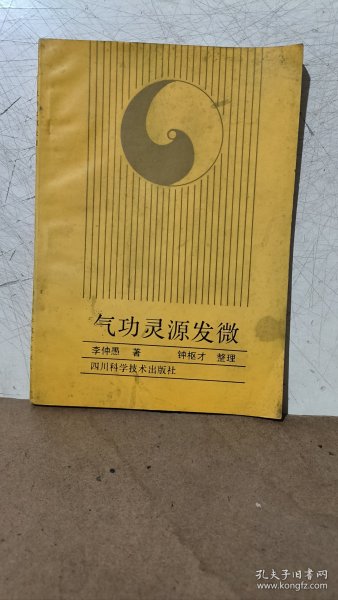 气功灵源发微
李仲愚 著 钟枢才 整理
四川科学技术出版社
孔夫子旧书网
www.kongfz.com